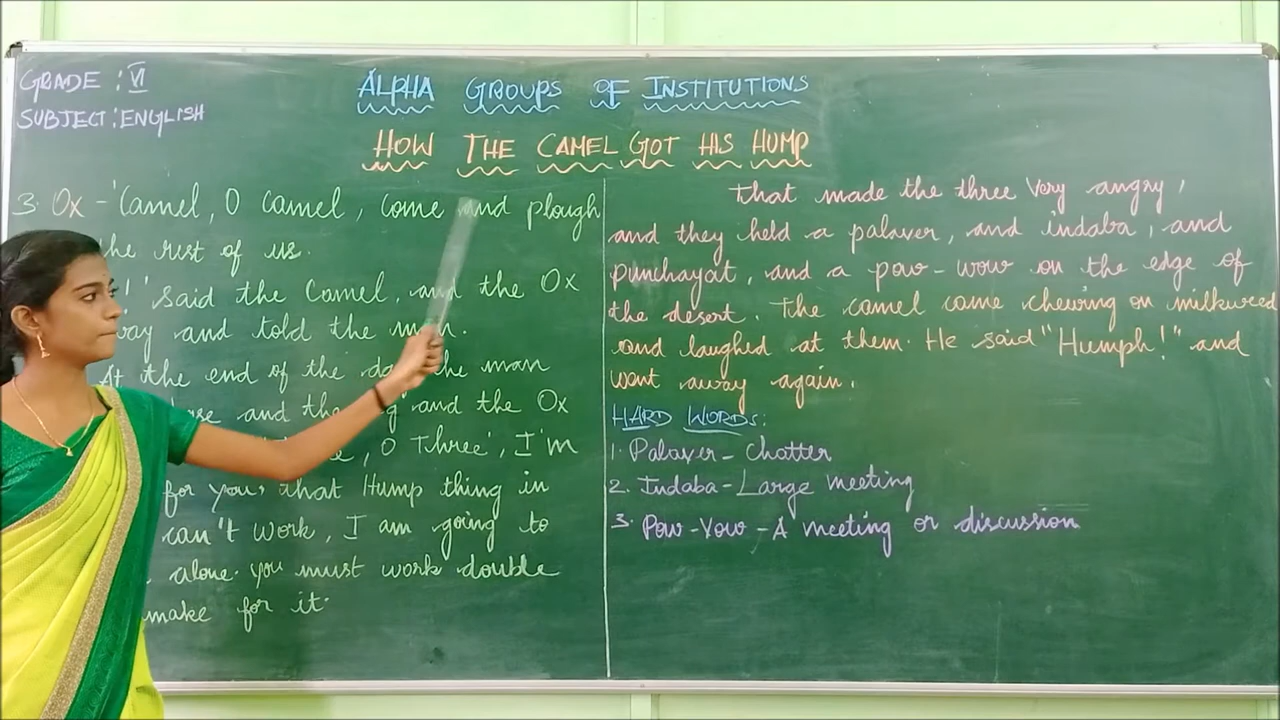 GRADE : VI
SUBJECT : ENGLISH
ALPHA GROUPS OF INSTITUTIONS
HOW THE CAMEL GOT HIS HUMP
3. Ox - 'Camel, O camel, come and plough
the rest of us.
!' said the Camel, and the Ox
and told the man.
At the end of the day the man
and the and the Ox
, O Three', I'm
for you, that Hump thing in
can't work, I am going to
alone. you must work double
make for it.
That made the three very angry,
and they held a palaver, and indaba, and
punchayat, and a pow-wow on the edge of
the desert. The camel came chewing on milkweed
and laughed at them. He said "Humph!" and
went away again.
HARD WORDS:
1. Palaver - Chatter
2. Indaba - Large meeting
3. Pow-Yow - A meeting or discussion